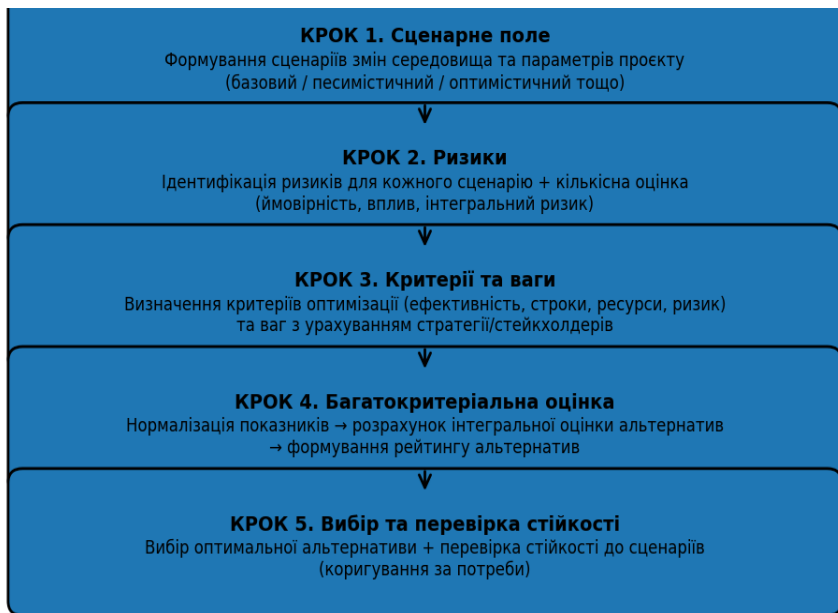 КРОК 1. Сценарне поле
Формування сценаріїв змін середовища та параметрів проєкту
(базовий / песимістичний / оптимістичний тощо)
КРОК 2. Ризики
Ідентифікація ризиків для кожного сценарію + кількісна оцінка
(ймовірність, вплив, інтегральний ризик)
КРОК 3. Критерії та ваги
Визначення критеріїв оптимізації (ефективність, строки, ресурси, ризик)
та ваг з урахуванням стратегії/стейкхолдерів
КРОК 4. Багатокритеріальна оцінка
Нормалізація показників → розрахунок інтегральної оцінки альтернатив
→ формування рейтингу альтернатив
КРОК 5. Вибір та перевірка стійкості
Вибір оптимальної альтернативи + перевірка стійкості до сценаріїв
(коригування за потреби)